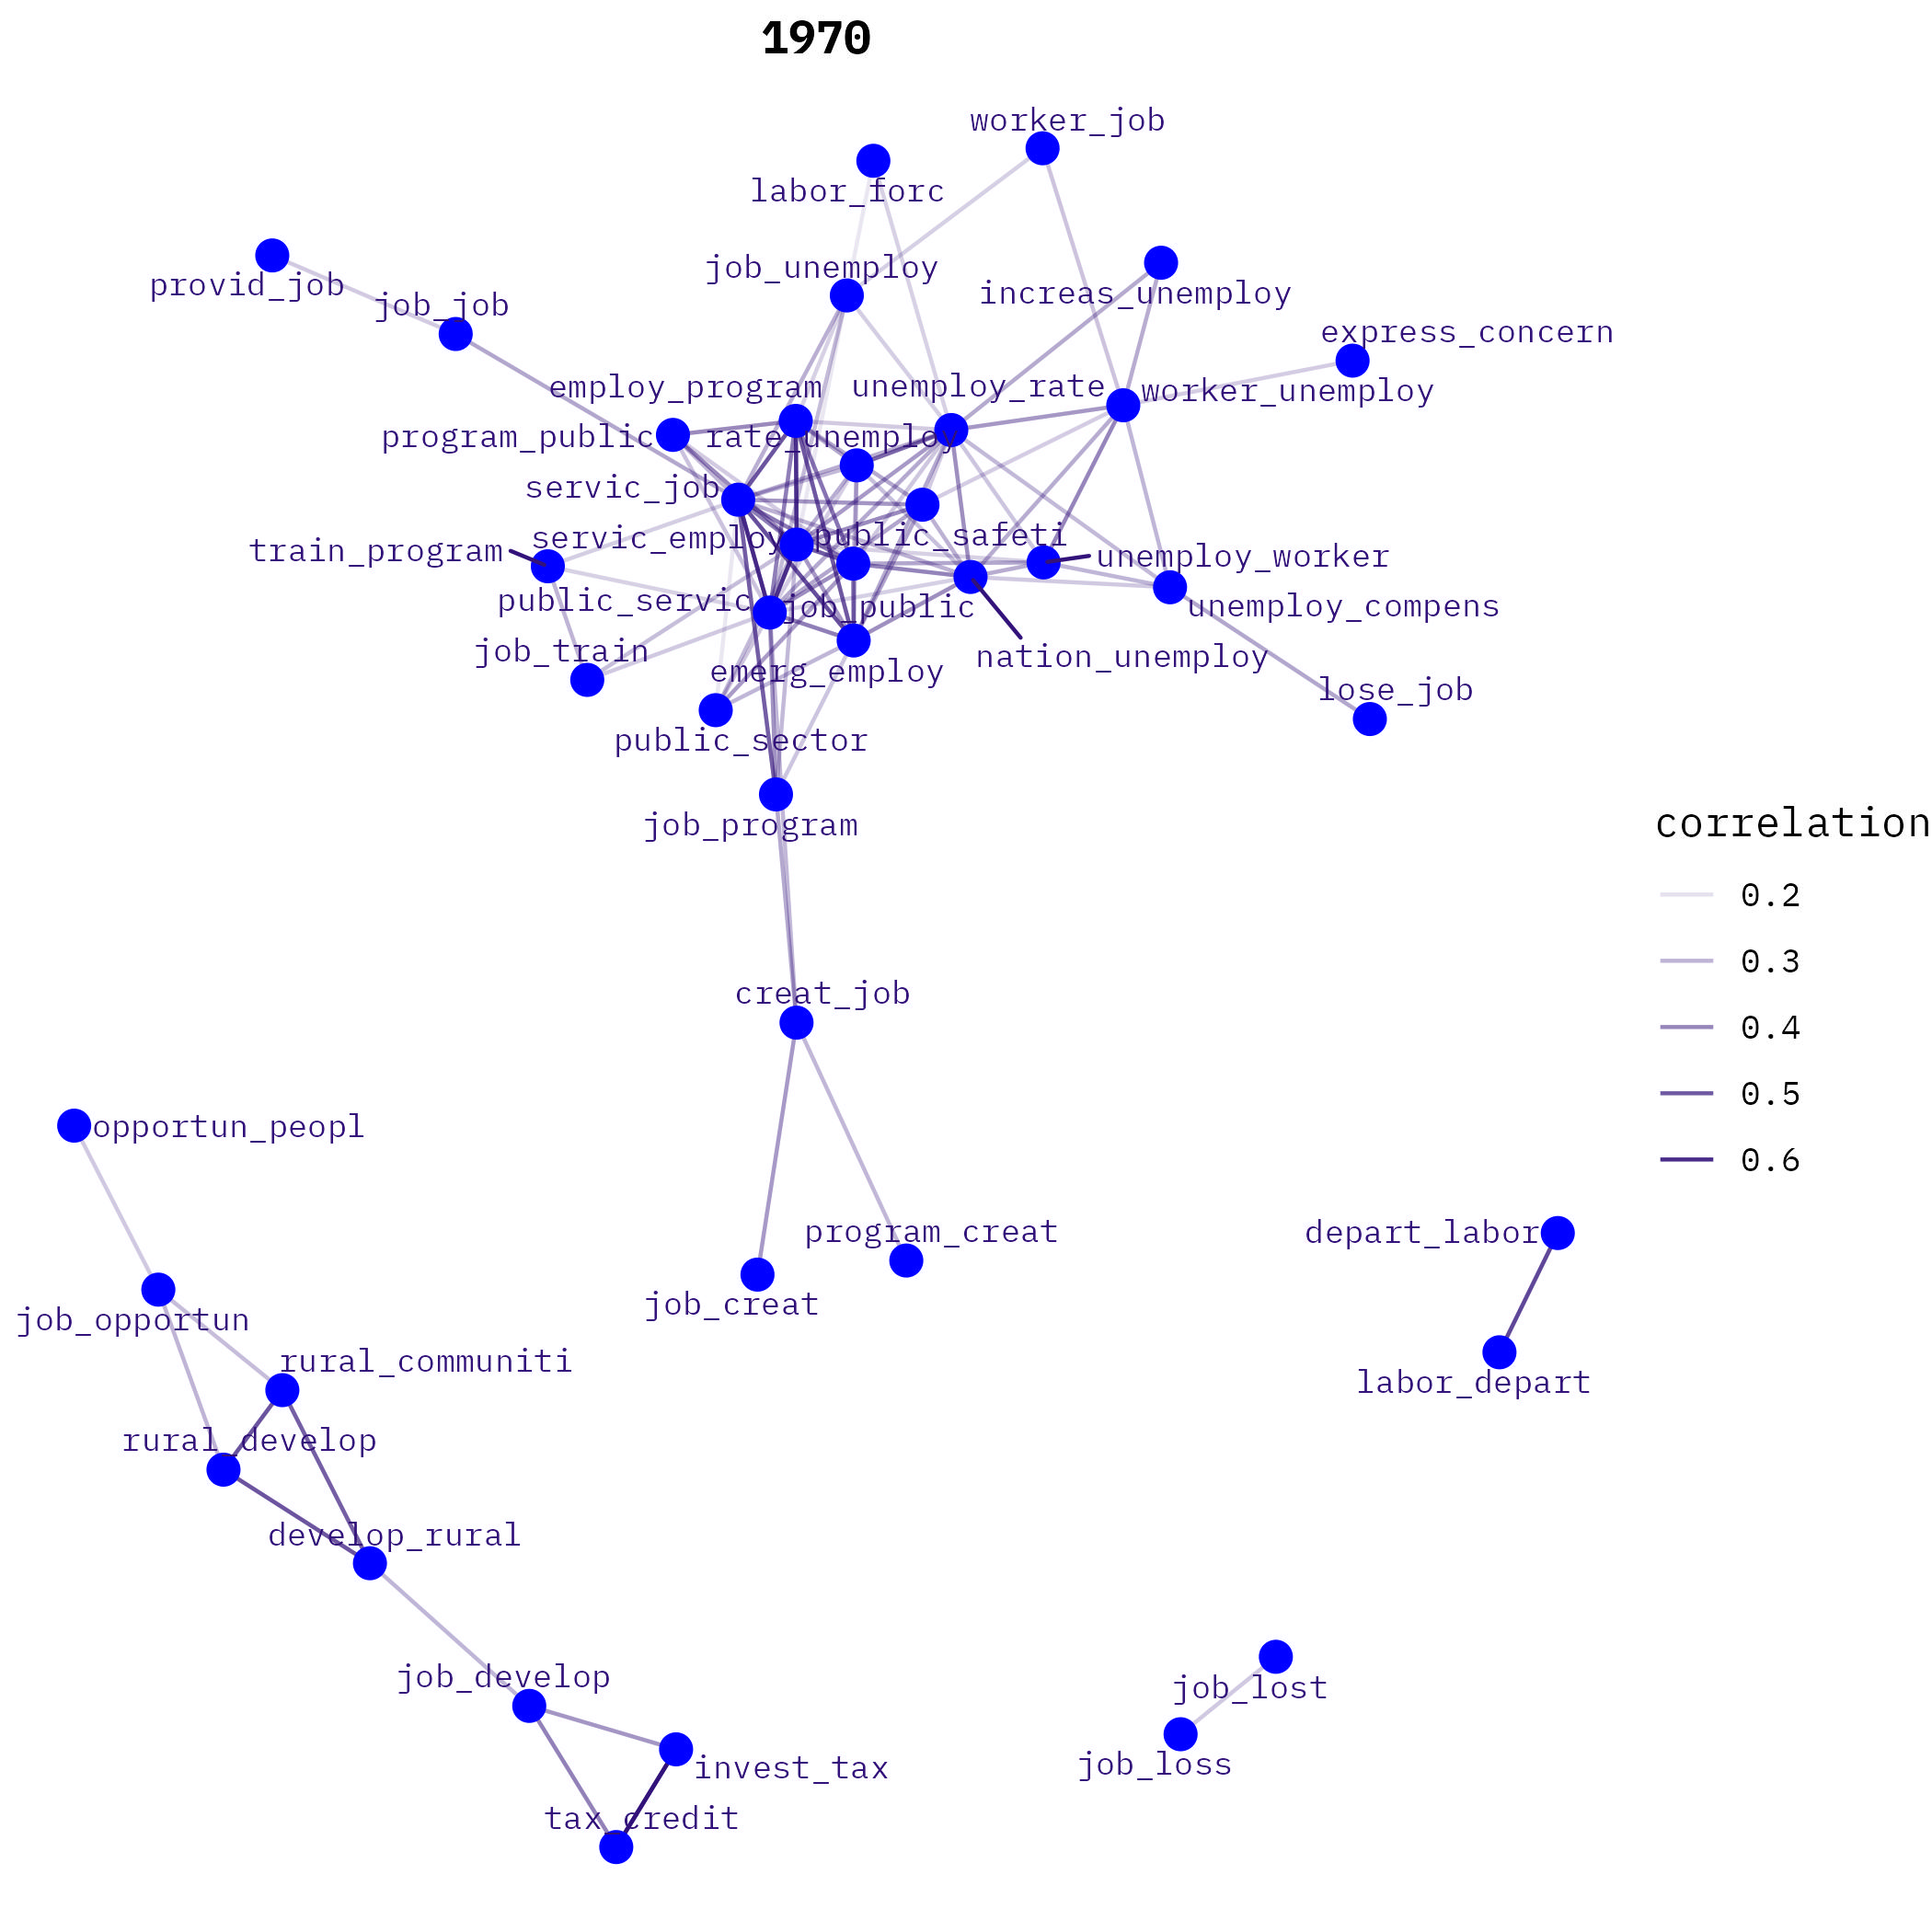 1970
worker_job
labor_forc
job_unemploy
provid_job
increas_unemploy
job_job
express_concern
employ_program
unemploy_rate
worker_unemploy
program_public
rate_unemploy
servic_job
servic_employ
public_safeti
train_program
unemploy_worker
public_servic
job_public
unemploy_compens
job_train
nation_unemploy
emerg_employ
lose_job
public_sector
job_program
correlation
0.2
0.3
0.4
0.5
0.6
creat_job
opportun_peopl
program_creat
depart_labor
job_creat
job_opportun
rural_communiti
labor_depart
rural_develop
develop_rural
job_develop
job_lost
invest_tax
job_loss
tax_credit